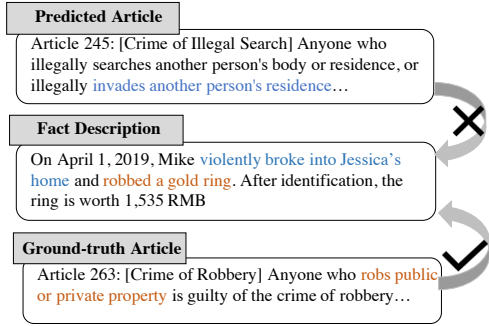 Predicted Article
Article 245: [Crime of Illegal Search] Anyone who
illegally searches another person's body or residence, or
illegally invades another person's residence…
Fact Description
On April 1, 2019, Mike violently broke into Jessica's
home and robbed a gold ring. After identification, the
ring is worth 1,535 RMB
Ground-truth Article
Article 263: [Crime of Robbery] Anyone who robs public
or private property is guilty of the crime of robbery…